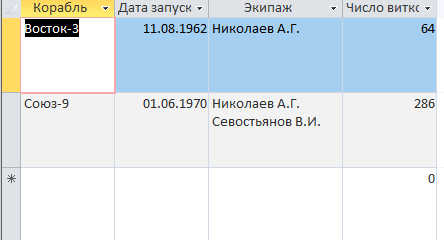 Корабль Дата запуск Экипаж Число витко
Восток-3 11.08.1962 Николаев А.Г. 64
Союз-9 01.06.1970 Николаев А.Г. 286
Севостьянов В.И.
0